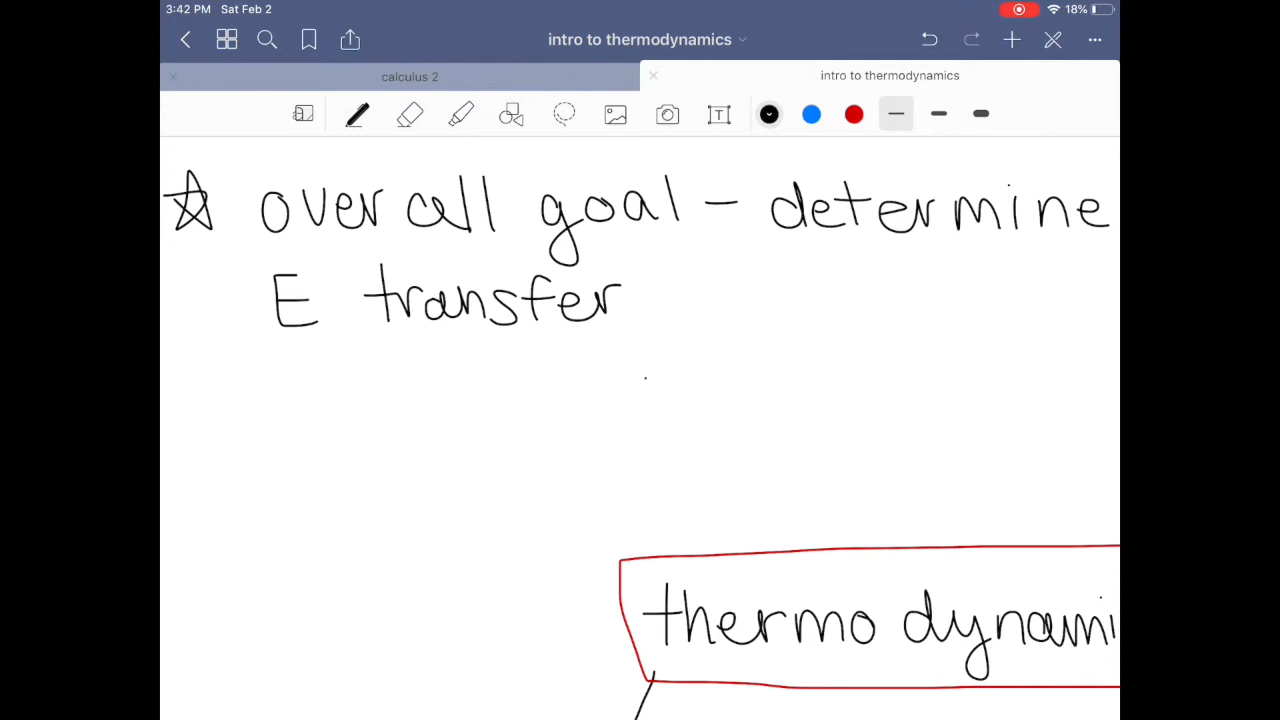 3:42 PM Sat Feb 2
18%
intro to thermodynamics
calculus 2
intro to thermodynamics
T
☆ overall goal - determine
E transfer
thermodynami